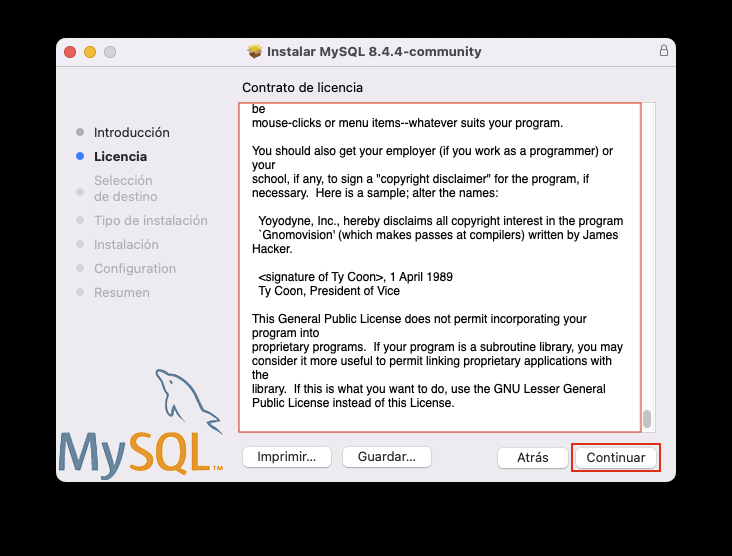 Instalar MySQL 8.4.4-community
Contrato de licencia
Introducción
Licencia
Selección
de destino
Tipo de instalación
Instalación
Configuration
Resumen
be
mouse-clicks or menu items--whatever suits your program.
You should also get your employer (if you work as a programmer) or
your
school, if any, to sign a "copyright disclaimer" for the program, if
necessary.  Here is a sample; alter the names:
Yoyodyne, Inc., hereby disclaims all copyright interest in the program
`Gnomovision' (which makes passes at compilers) written by James
Hacker.
<signature of Ty Coon>, 1 April 1989
Ty Coon, President of Vice
This General Public License does not permit incorporating your
program into
proprietary programs.  If your program is a subroutine library, you may
consider it more useful to permit linking proprietary applications with
the
library.  If this is what you want to do, use the GNU Lesser General
Public License instead of this License.
MySQL™
Imprimir...
Guardar...
Atrás
Continuar